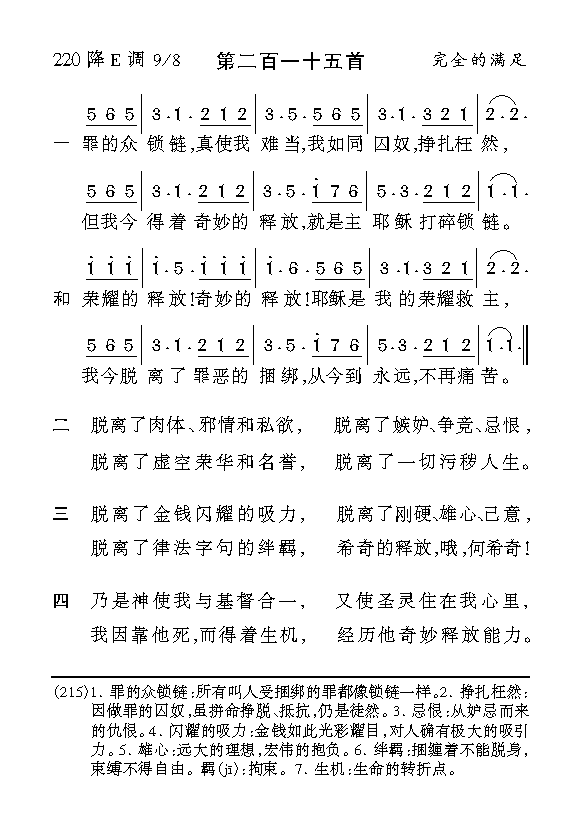 220 降E调 9/8 第二百一十五首 完全的满足
5 6 5 | 3 · 1 · 2 1 2 | 3 · 5 · 5 6 5 | 3 · 1 · 3 2 1 | 2 · 2 ·
一 罪的众 锁链,真使我 难当,我如同 囚奴,挣扎枉 然,
5 6 5 | 3 · 1 · 2 1 2 | 3 · 5 · i̇ 7 6 | 5 · 3 · 2 1 2 | 1 · 1 ·
但我今 得着 奇妙的 释放,就是主 耶稣 打碎锁 链。
i̇ i̇ i̇ | i̇ · 5 · i̇ i̇ i̇ | i̇ · 6 · 5 6 5 | 3 · 1 · 3 2 1 | 2 · 2 ·
和 荣耀的 释放!奇妙的 释放!耶稣是 我的荣耀救 主,
5 6 5 | 3 · 1 · 2 1 2 | 3 · 5 · i̇ 7 6 | 5 · 3 · 2 1 2 | 1 · 1 ·
我今脱 离了 罪恶的 捆绑,从今到 永远,不再痛 苦。
二 脱离了肉体、邪情和私欲, 脱离了嫉妒、争竞、忌恨,
脱离了虚空荣华和名誉, 脱离了一切污秽人生。
三 脱离了金钱闪耀的吸力, 脱离了刚硬、雄心、己意,
脱离了律法字句的绊羁, 希奇的释放,哦,何希奇!
四 乃是神使我与基督合一, 又使圣灵住在我心里,
我因靠他死,而得着生机, 经历他奇妙释放能力。
(215)1. 罪的众锁链:所有叫人受捆绑的罪都像锁链一样。2. 挣扎枉然:
因做罪的囚奴,虽拚命挣脱、抵抗,仍是徒然。3. 忌恨:从妒忌而来
的仇恨。4. 闪耀的吸力:金钱如此光彩耀目,对人确有极大的吸引
力。5. 雄心:远大的理想,宏伟的抱负。6. 绊羁:捆缠着不能脱身,
束缚不得自由。羁(jī):拘束。7. 生机:生命的转折点。